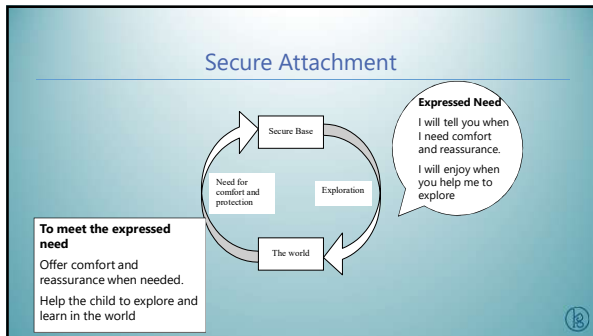 Secure Attachment
Secure Base
Expressed Need
I will tell you when
I need comfort
and reassurance.
I will enjoy when
you help me to
explore
Need for
comfort and
protection
Exploration
To meet the expressed
need
Offer comfort and
reassurance when needed.
Help the child to explore and
learn in the world
The world